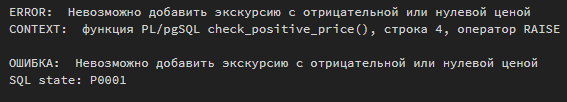 ERROR:  Невозможно добавить экскурсию с отрицательной или нулевой ценой
CONTEXT:  функция PL/pgSQL check_positive_price(), строка 4, оператор RAISE
ОШИБКА:  Невозможно добавить экскурсию с отрицательной или нулевой ценой
SQL state: P0001